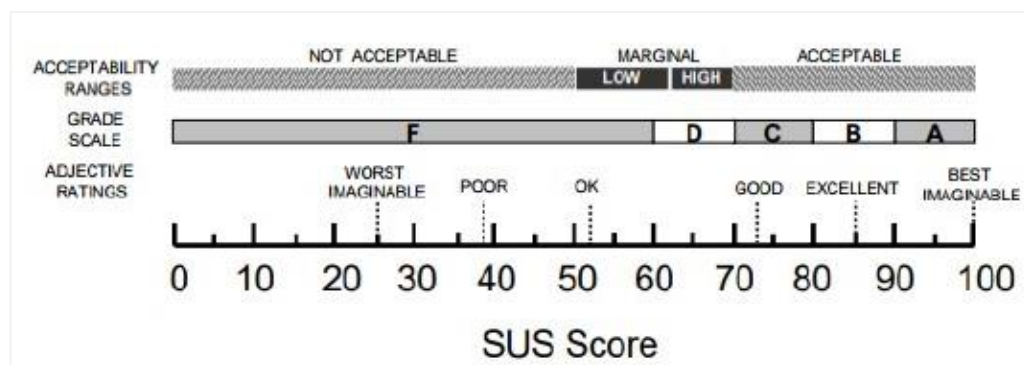 NOT ACCEPTABLE MARGINAL ACCEPTABLE
ACCEPTABILITY
RANGES
LOW HIGH
GRADE
SCALE
F D C B A
ADJECTIVE
RATINGS
WORST
IMAGINABLE
POOR
OK
GOOD
EXCELLENT
BEST
IMAGINABLE
0 10 20 30 40 50 60 70 80 90 100
SUS Score